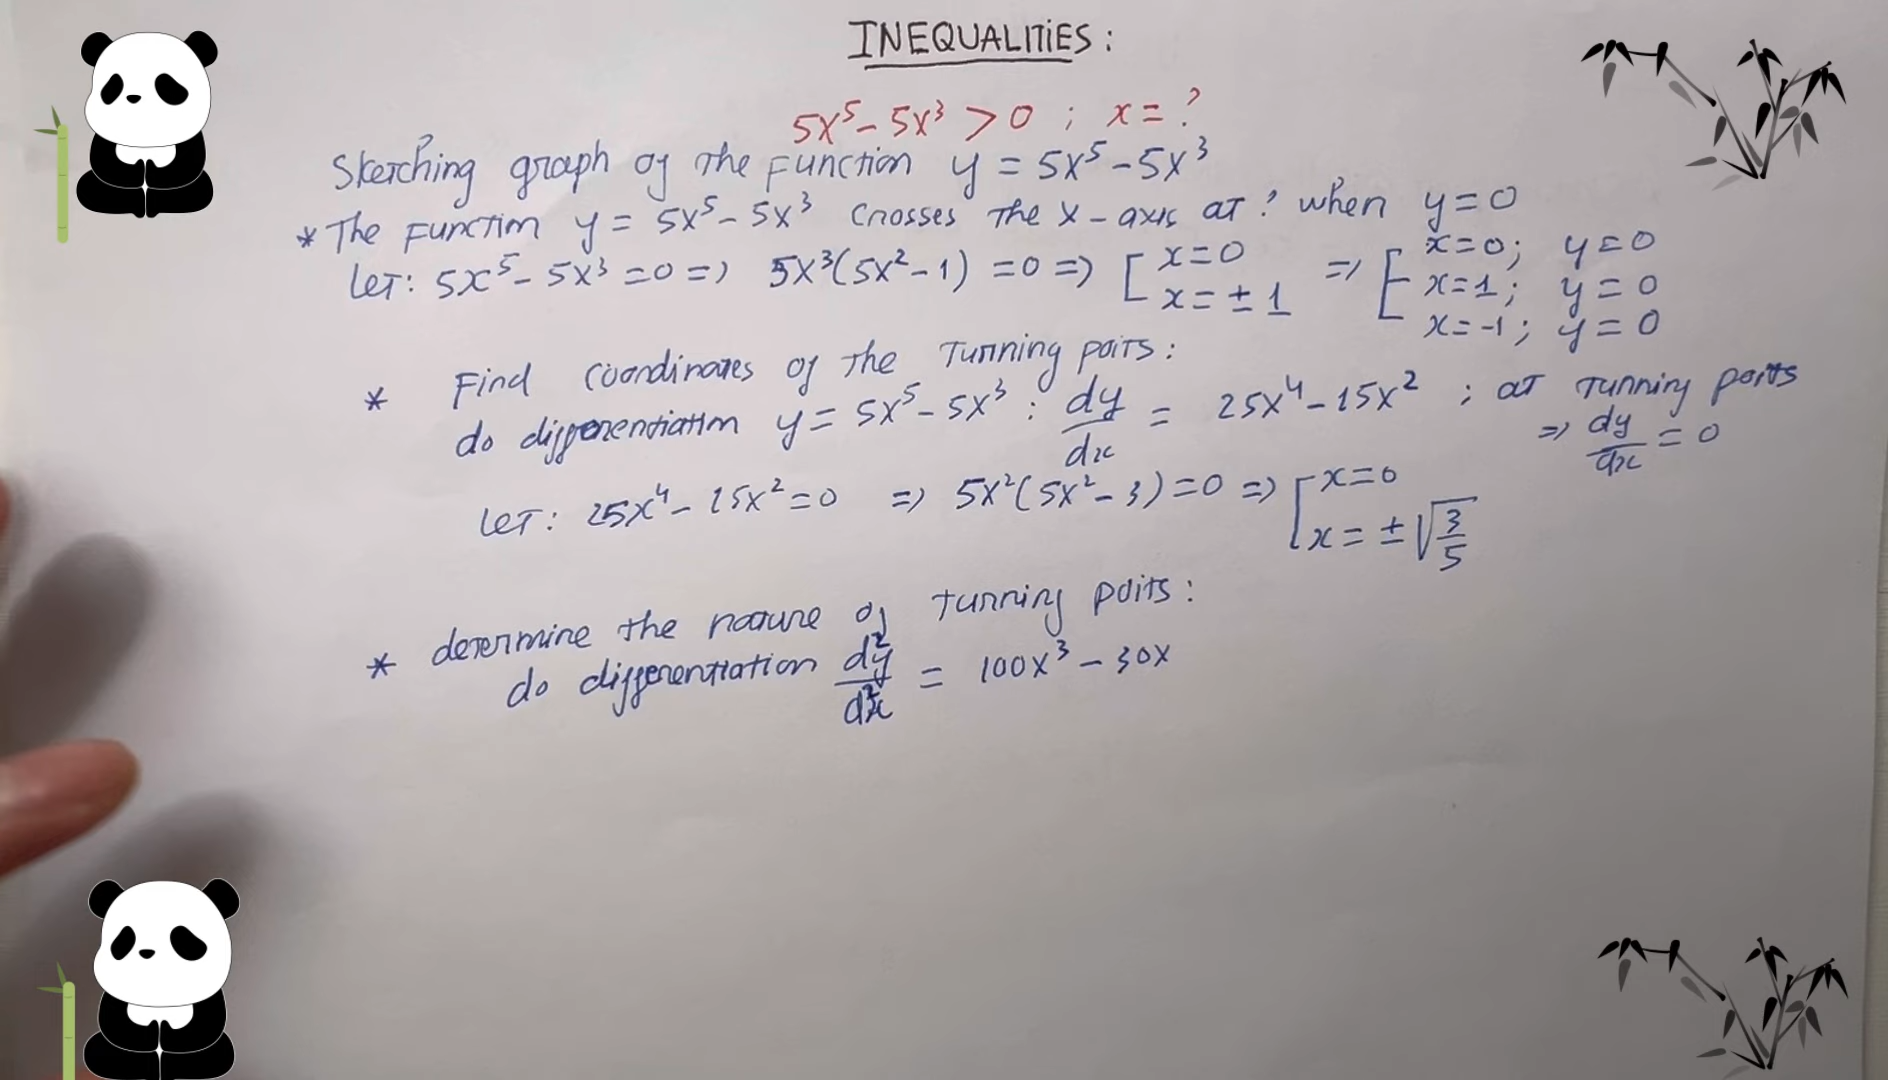 INEQUALITIES:
5x⁵ - 5x³ > 0 ; x = ?
Sketching graph of the function y = 5x⁵ - 5x³
* The function y = 5x⁵ - 5x³ crosses the x-axis at? when y = 0
Let: 5x⁵ - 5x³ = 0 => 5x³(5x² - 1) = 0 => [ x = 0 x = ± 1 => [ x = 0; y = 0 x = 1; y = 0 x = -1; y = 0
* Find coordinates of the turning poits:
do differentiation y = 5x⁵ - 5x³ : dy/dx = 25x⁴ - 15x² ; at turning poits => dy/dx = 0
Let: 25x⁴ - 15x² = 0 => 5x²(5x² - 3) = 0 => [ x = 0 x = ± √(3/5)
* determine the nature of turning poits:
do differentiation d²y/d²x = 100x³ - 30x